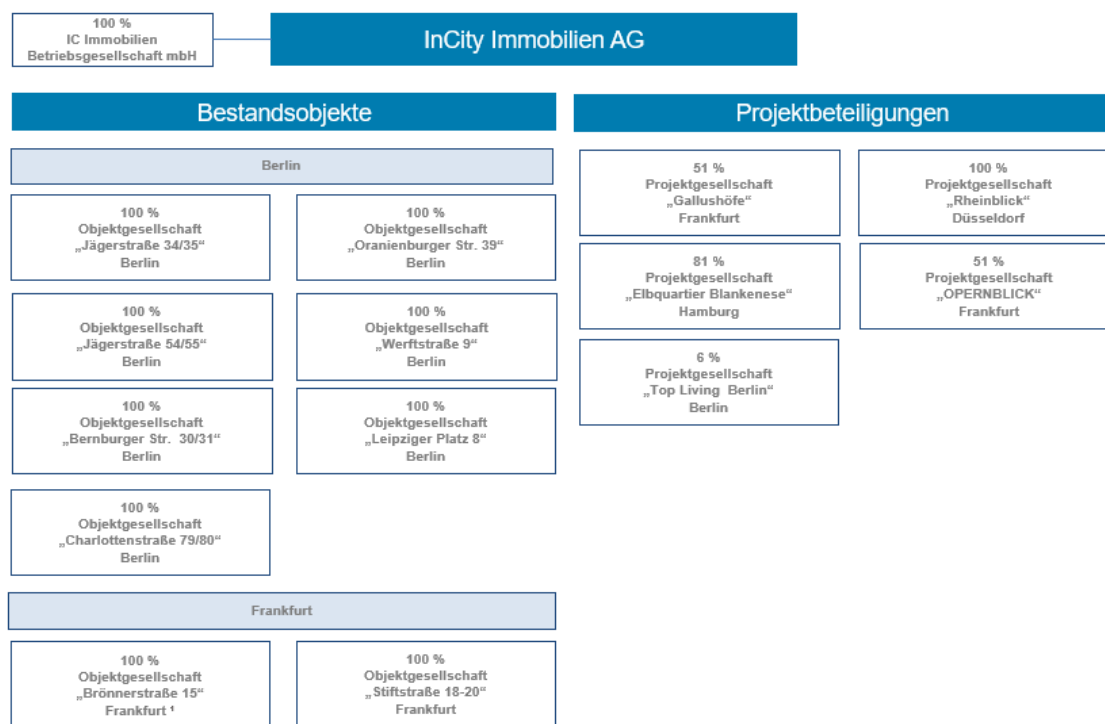 100 %
IC Immobilien
Betriebsgesellschaft mbH
InCity Immobilien AG
Bestandsobjekte
Berlin
100 %
Objektgesellschaft
„Jägerstraße 34/35“
Berlin
100 %
Objektgesellschaft
„Oranienburger Str. 39“
Berlin
100 %
Objektgesellschaft
„Jägerstraße 54/55“
Berlin
100 %
Objektgesellschaft
„Werftstraße 9“
Berlin
100 %
Objektgesellschaft
„Bernburger Str. 30/31“
Berlin
100 %
Objektgesellschaft
„Leipziger Platz 8“
Berlin
100 %
Objektgesellschaft
„Charlottenstraße 79/80“
Berlin
Frankfurt
100 %
Objektgesellschaft
„Brönnerstraße 15“
Frankfurt ¹
100 %
Objektgesellschaft
„Stiftstraße 18-20“
Frankfurt
Projektbeteiligungen
51 %
Projektgesellschaft
„Gallushöfe“
Frankfurt
100 %
Projektgesellschaft
„Rheinblick“
Düsseldorf
81 %
Projektgesellschaft
„Elbquartier Blankenese“
Hamburg
51 %
Projektgesellschaft
„OPERNBLICK“
Frankfurt
6 %
Projektgesellschaft
„Top Living Berlin“
Berlin